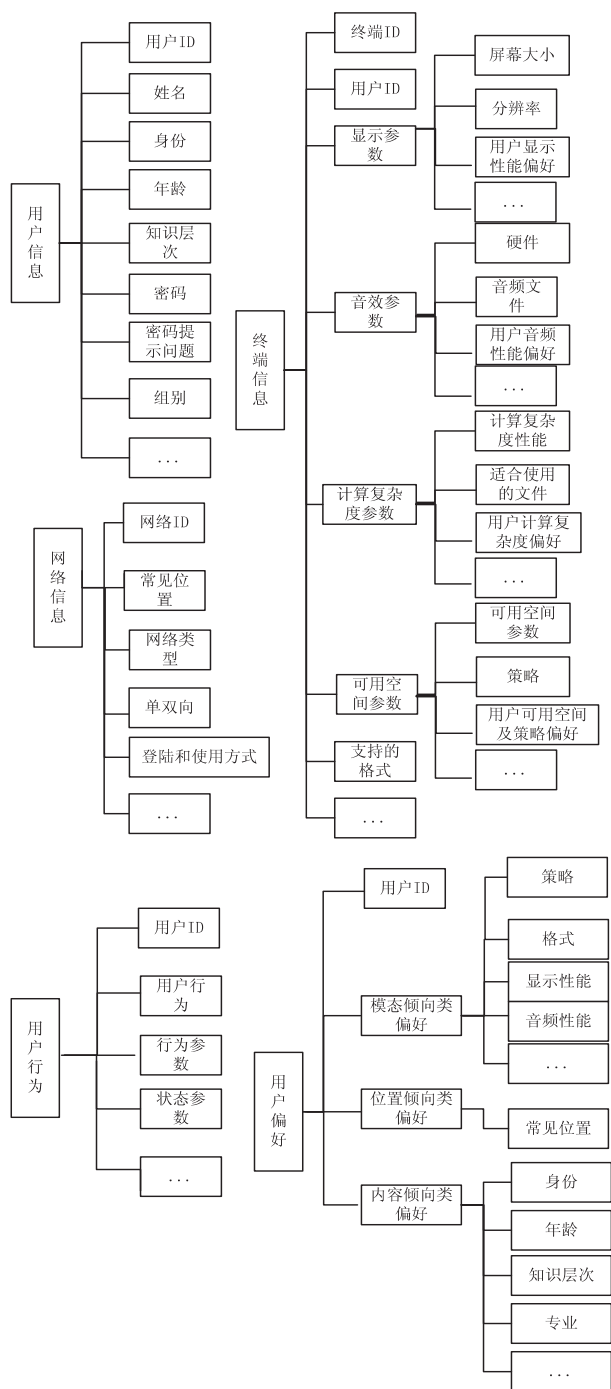 用户信息
用户ID
姓名
身份
年龄
知识层次
密码
密码提示问题
组别
...
网络信息
网络ID
常见位置
网络类型
单双向
登陆和使用方式
...
终端信息
终端ID
用户ID
显示参数
屏幕大小
分辨率
用户显示
性能偏好
...
音效参数
硬件
音频文件
用户音频
性能偏好
...
计算复杂
度参数
计算复杂
度性能
适合使用
的文件
用户计算复
杂度偏好
...
可用空
间参数
可用空间
参数
策略
用户可用空间
及策略偏好
...
支持的
格式
...
用户行为
用户ID
用户行
为
行为参
数
状态参
数
...
用户偏好
用户ID
模态倾向类
偏好
策略
格式
显示性能
音频性能
...
位置倾向类
偏好
常见位置
内容倾向类
偏好
身份
年龄
知识层次
专业
...